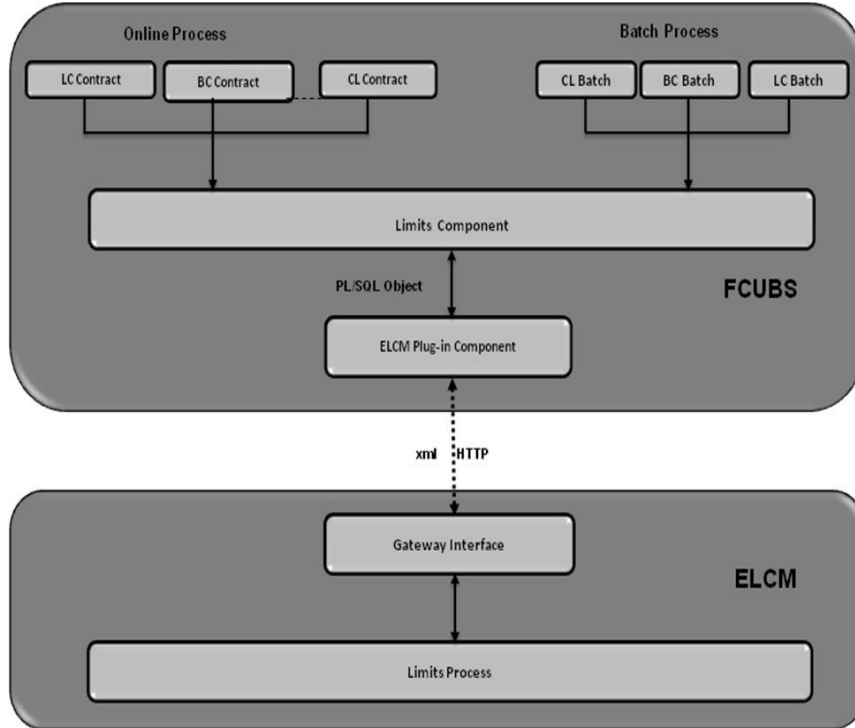 Online Process
Batch Process
LC Contract
BC Contract
CL Contract
CL Batch
BC Batch
LC Batch
Limits Component
PL/SQL Object
FCUBS
ELCM Plug-in Component
xml
HTTP
Gateway Interface
ELCM
Limits Process